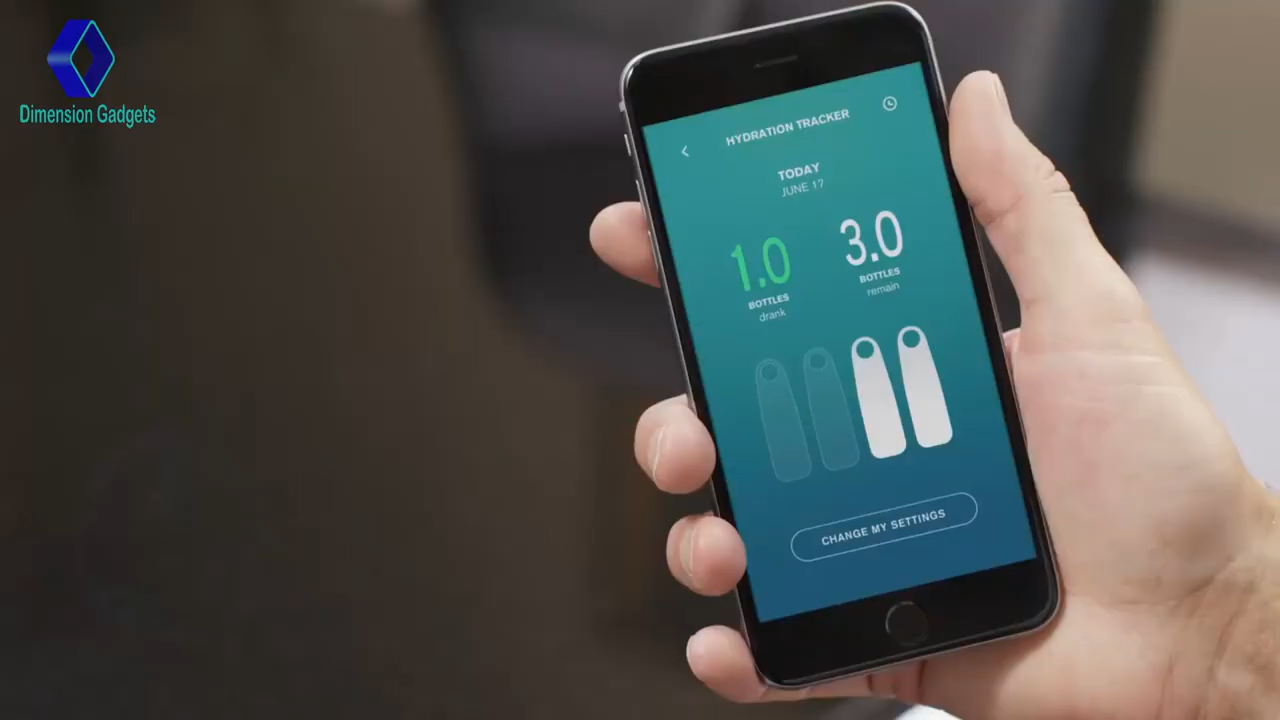 Dimension Gadgets
HYDRATION TRACKER
TODAY
JUNE 17
1.0
BOTTLES
drank
3.0
BOTTLES
remain
CHANGE MY SETTINGS